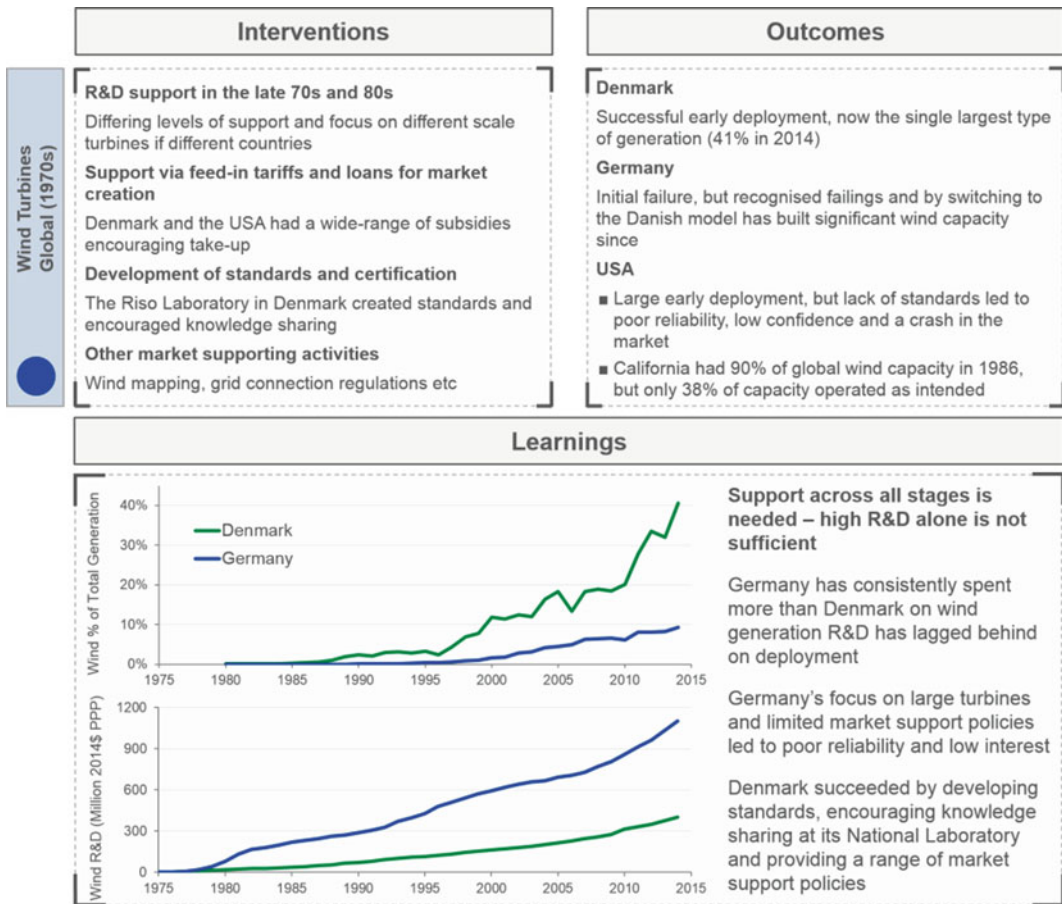 Interventions
Outcomes
Wind Turbines
Global (1970s)
R&D support in the late 70s and 80s
Differing levels of support and focus on different scale
turbines if different countries
Support via feed-in tariffs and loans for market
creation
Denmark and the USA had a wide-range of subsidies
encouraging take-up
Development of standards and certification
The Riso Laboratory in Denmark created standards and
encouraged knowledge sharing
Other market supporting activities
Wind mapping, grid connection regulations etc
Denmark
Successful early deployment, now the single largest type
of generation (41% in 2014)
Germany
Initial failure, but recognised failings and by switching to
the Danish model has built significant wind capacity
since
USA
■ Large early deployment, but lack of standards led to
poor reliability, low confidence and a crash in the
market
■ California had 90% of global wind capacity in 1986,
but only 38% of capacity operated as intended
Learnings
Wind % of Total Generation
40%
30%
20%
10%
0%
Denmark
Germany
1975 1980 1985 1990 1995 2000 2005 2010 2015
Wind R&D (Million 2014$ PPP)
1200
900
600
300
0
1975 1980 1985 1990 1995 2000 2005 2010 2015
Support across all stages is
needed – high R&D alone is not
sufficient
Germany has consistently spent
more than Denmark on wind
generation R&D has lagged behind
on deployment
Germany's focus on large turbines
and limited market support policies
led to poor reliability and low interest
Denmark succeeded by developing
standards, encouraging knowledge
sharing at its National Laboratory
and providing a range of market
support policies